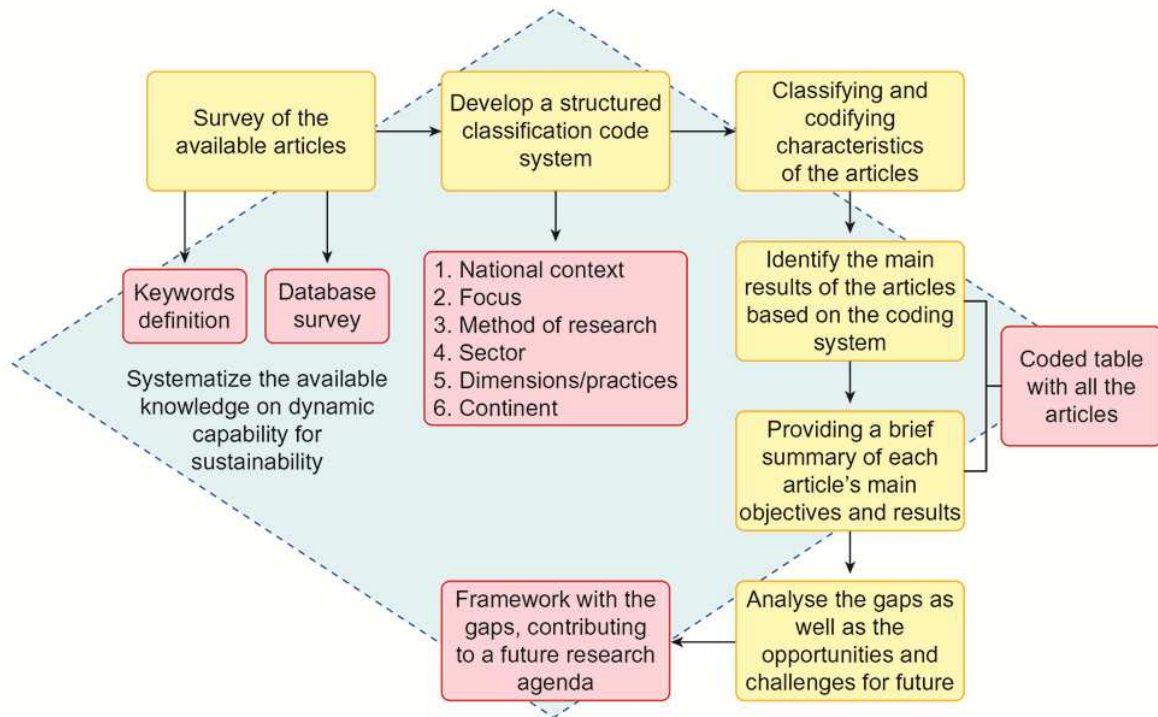 Survey of the
available articles
Develop a structured
classification code
system
Classifying and
codifying
characteristics
of the articles
Keywords
definition
Database
survey
1. National context
2. Focus
3. Method of research
4. Sector
5. Dimensions/practices
6. Continent
Identify the main
results of the articles
based on the coding
system
Coded table
with all the
articles
Systematize the available
knowledge on dynamic
capability for
sustainability
Providing a brief
summary of each
article's main
objectives and results
Framework with the
gaps, contributing
to a future research
agenda
Analyse the gaps as
well as the
opportunities and
challenges for future